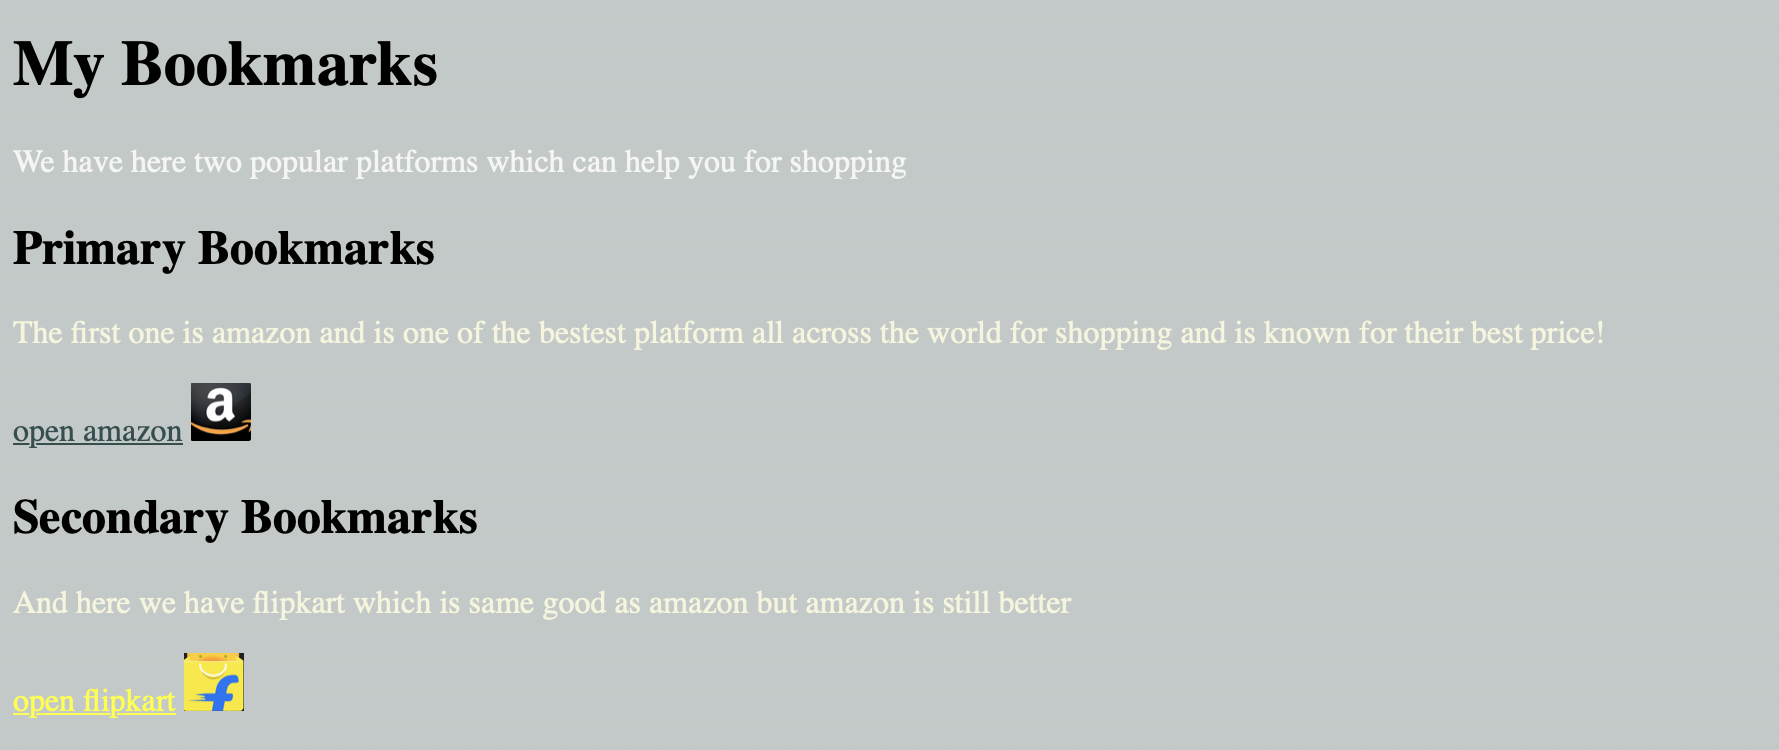 My Bookmarks
We have here two popular platforms which can help you for shopping
Primary Bookmarks
The first one is amazon and is one of the bestest platform all across the world for shopping and is known for their best price!
open amazon a
Secondary Bookmarks
And here we have flipkart which is same good as amazon but amazon is still better
open flipkart f